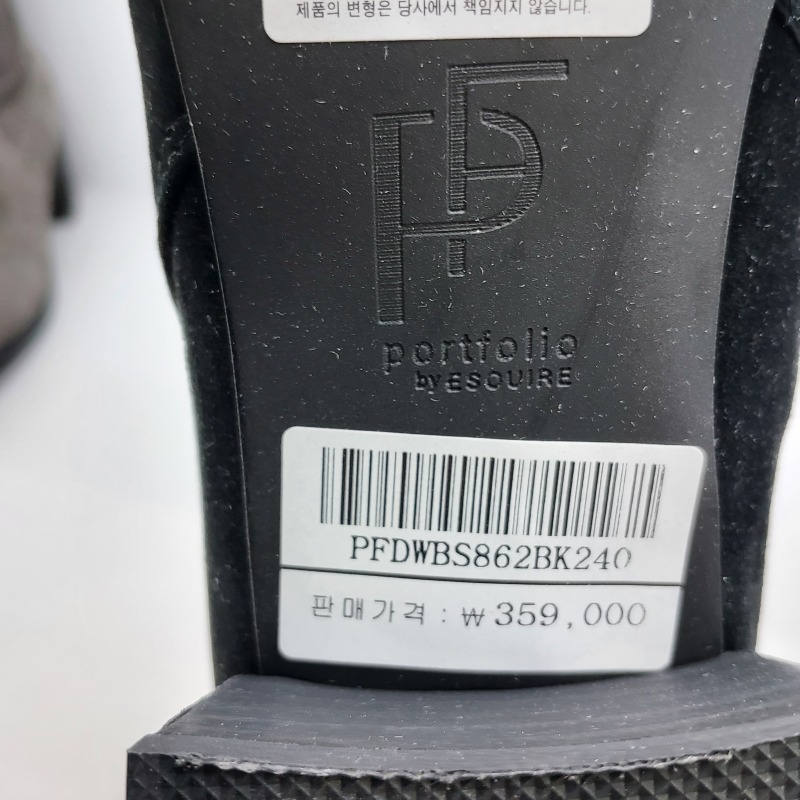 제품의 변형은 당사에서 책임지지 않습니다.
PF
portfolio
by ESQUIRE
PFDWBS862BK240
판매가격 : ₩ 359,000